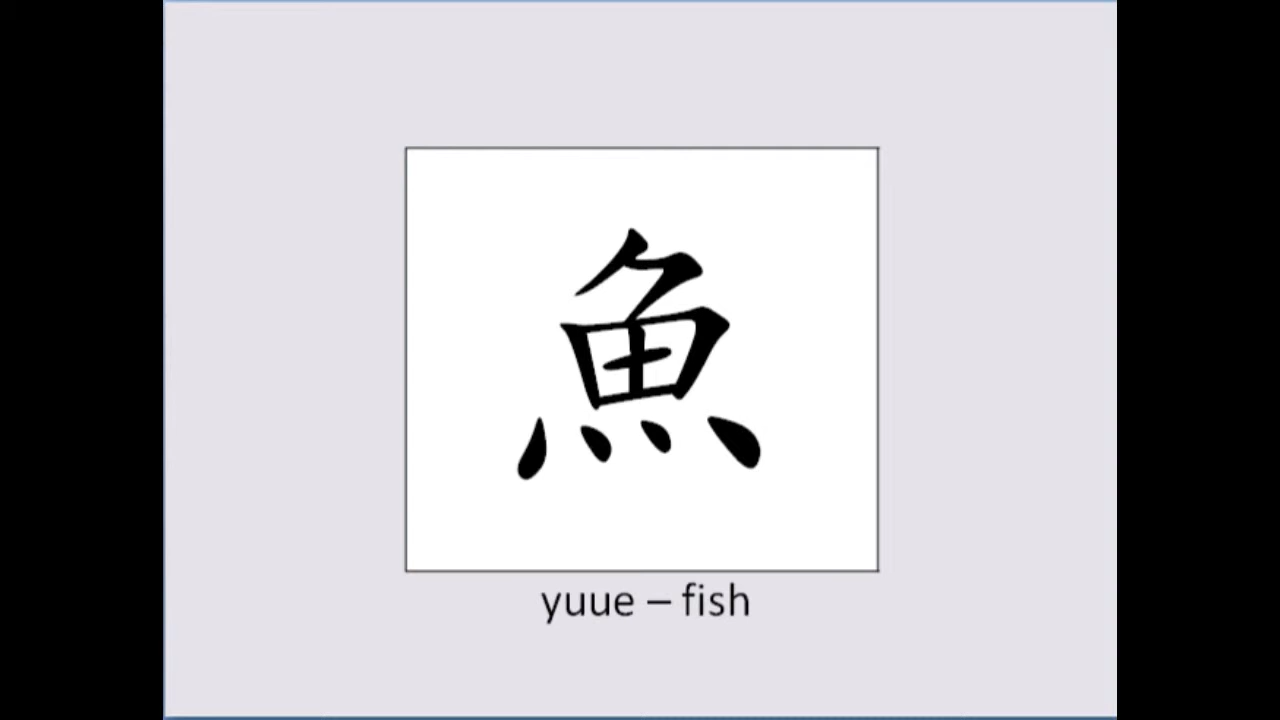 魚
yuue – fish